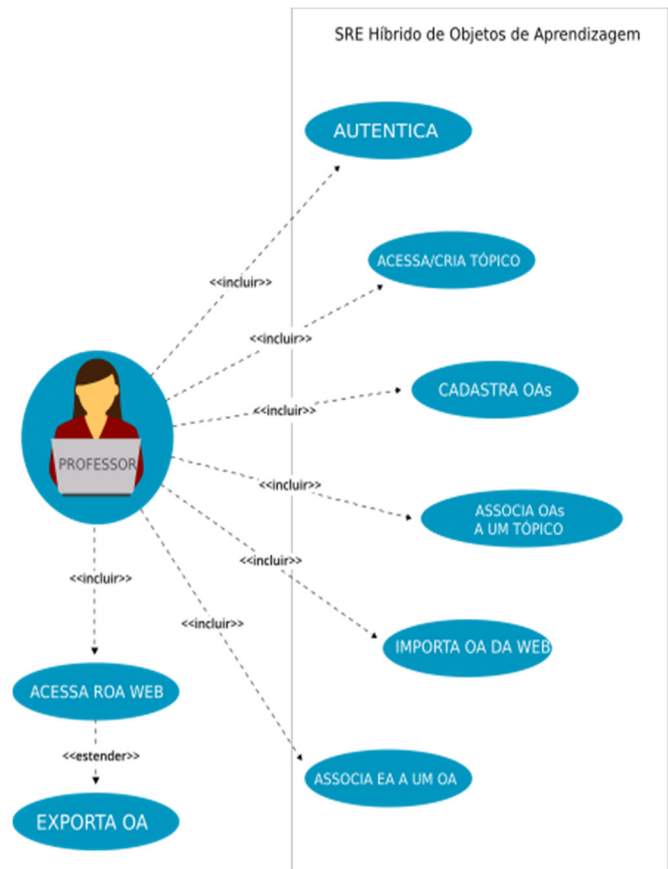 SRE Híbrido de Objetos de Aprendizagem
AUTENTICA
<<incluir>>
ACESSA/CRIA TÓPICO
<<incluir>>
CADASTRA OAs
<<incluir>>
PROFESSOR
<<incluir>>
ASSOCIA OAs
A UM TÓPICO
<<incluir>>
<<incluir>>
<<incluir>>
IMPORTA OA DA WEB
ACESSA ROA WEB
<<estender>>
ASSOCIA EA A UM OA
EXPORTA OA